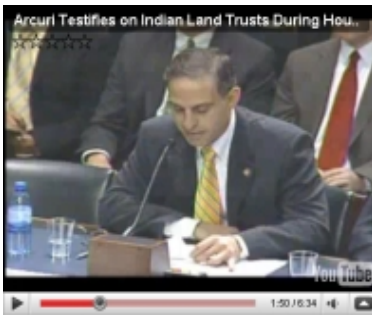 Arcuri Testifies on Indian Land Trusts During Hou..
You Tube
1:50 / 6:34